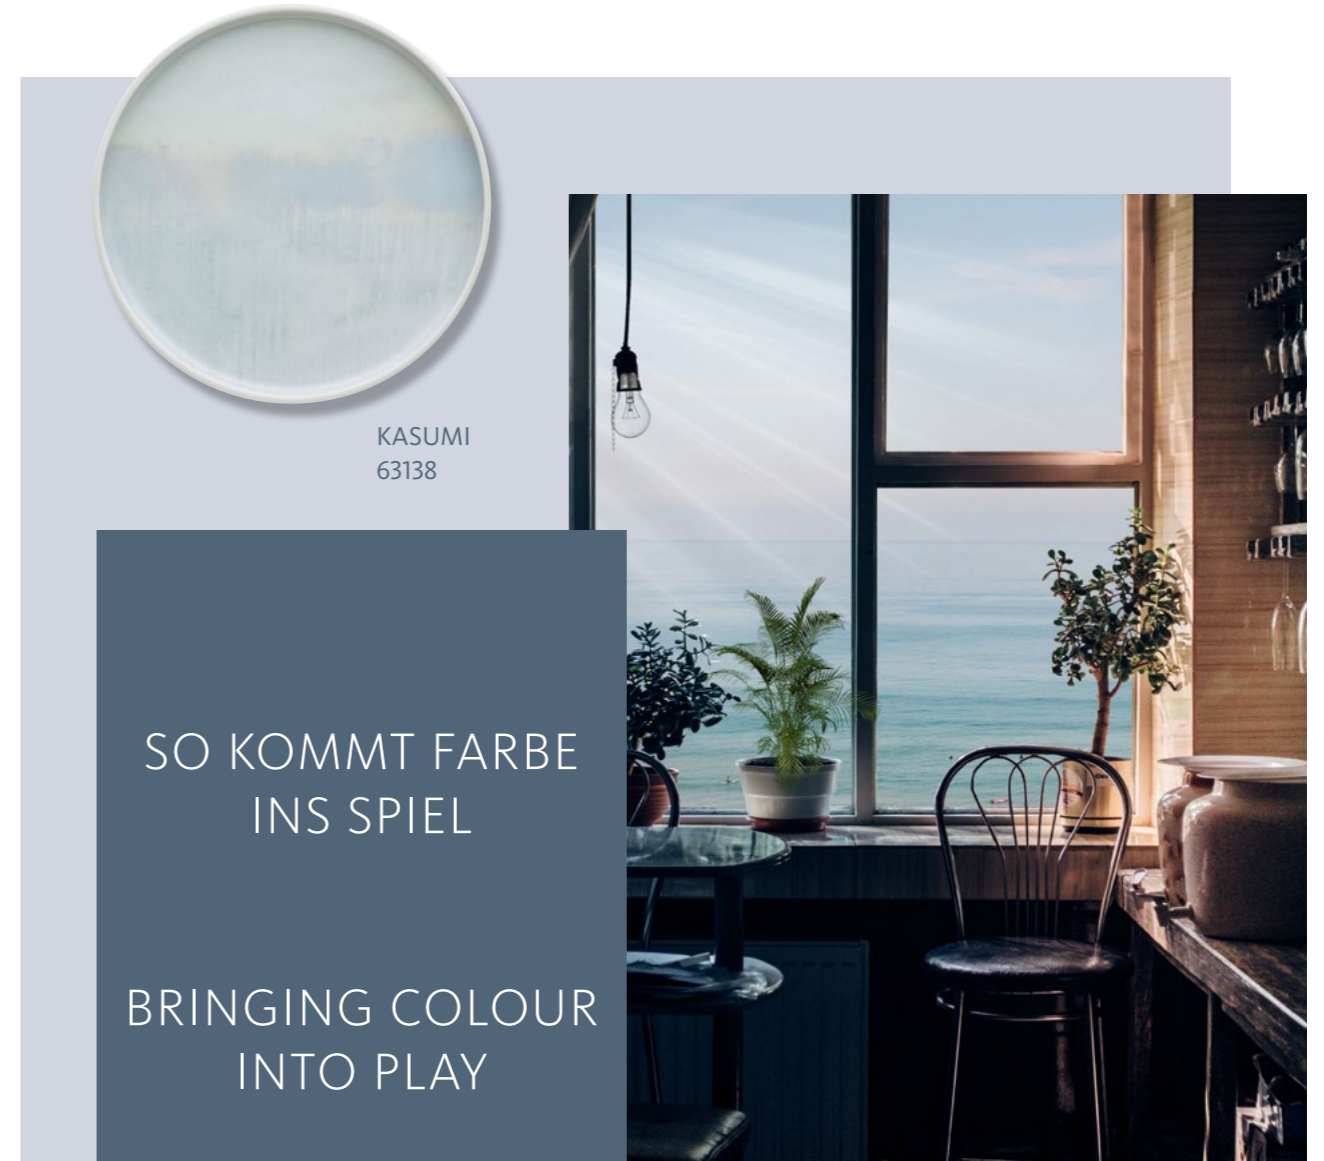 KASUMI
63138
SO KOMMT FARBE
INS SPIEL
BRINGING COLOUR
INTO PLAY